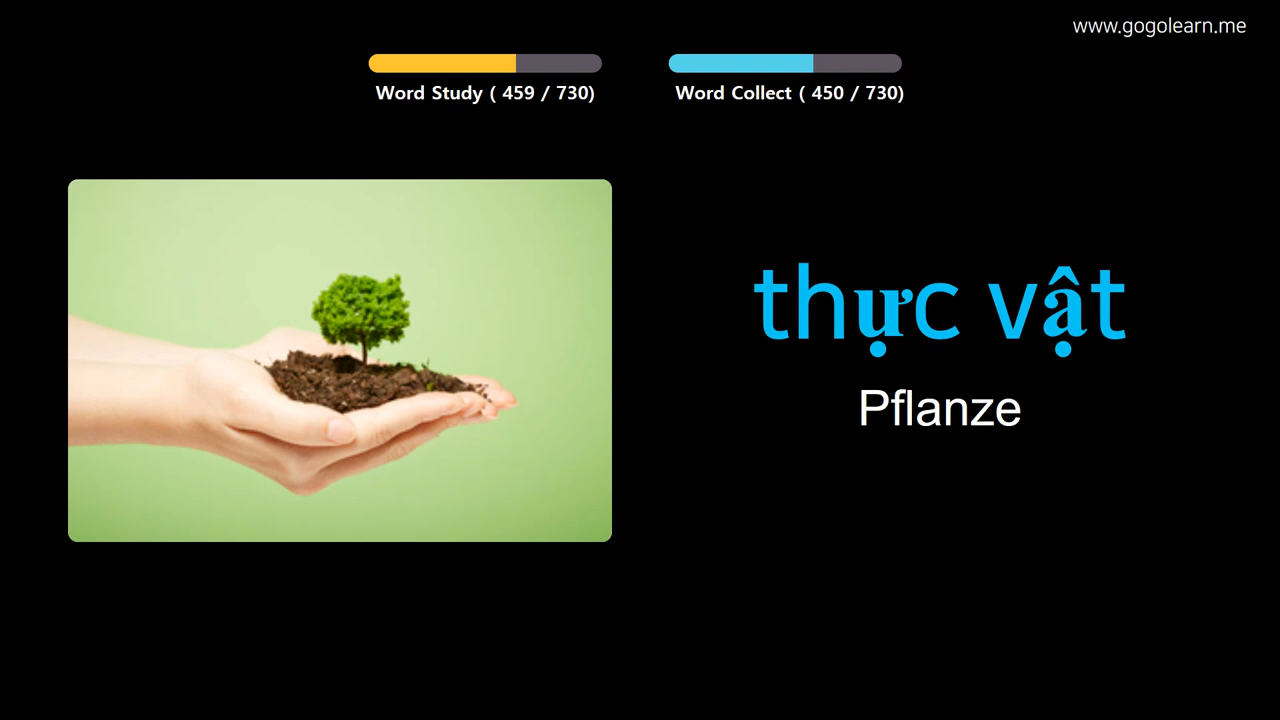 www.gogolearn.me
Word Study ( 459 / 730)
Word Collect ( 450 / 730)
thực vật
Pflanze